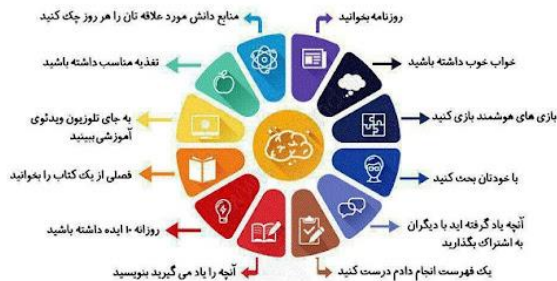 روزنامه بخوانید
خواب خوب داشته باشید
بازی های هوشمند بازی کنید
با خودتان بحث کنید
آنچه یاد گرفته اید با دیگران
به اشتراک بگذارید
یک فهرست انجام دادم درست کنید
منابع دانش مورد علاقه تان را هر روز چک کنید
تغذیه مناسب داشته باشید
به جای تلوزیون ویدئوی
آموزشی ببینید
فصلی از یک کتاب را بخوانید
روزانه ۱۰ ایده داشته باشید
آنچه را یاد می گیرید بنویسید